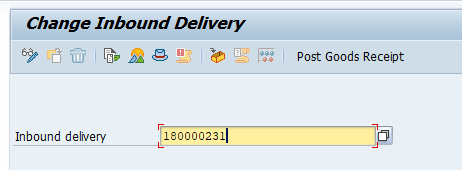 Change Inbound Delivery
Post Goods Receipt
Inbound delivery 180000231